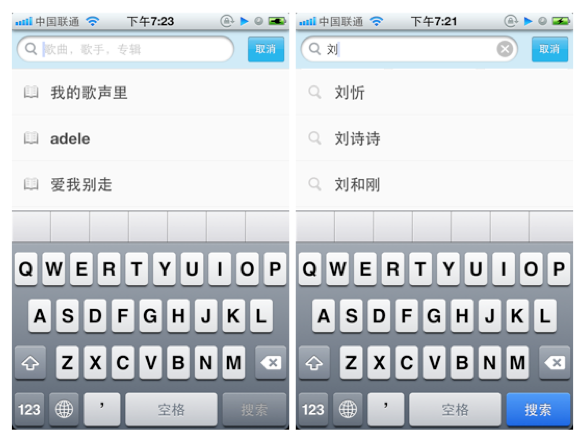 中国联通 下午7:23
歌曲，歌手，专辑 取消
我的歌声里
adele
爱我别走
Q W E R T Y U I O P
A S D F G H J K L
Z X C V B N M
123 , 空格 搜索
中国联通 下午7:21
刘 取消
刘忻
刘诗诗
刘和刚
Q W E R T Y U I O P
A S D F G H J K L
Z X C V B N M
123 , 空格 搜索